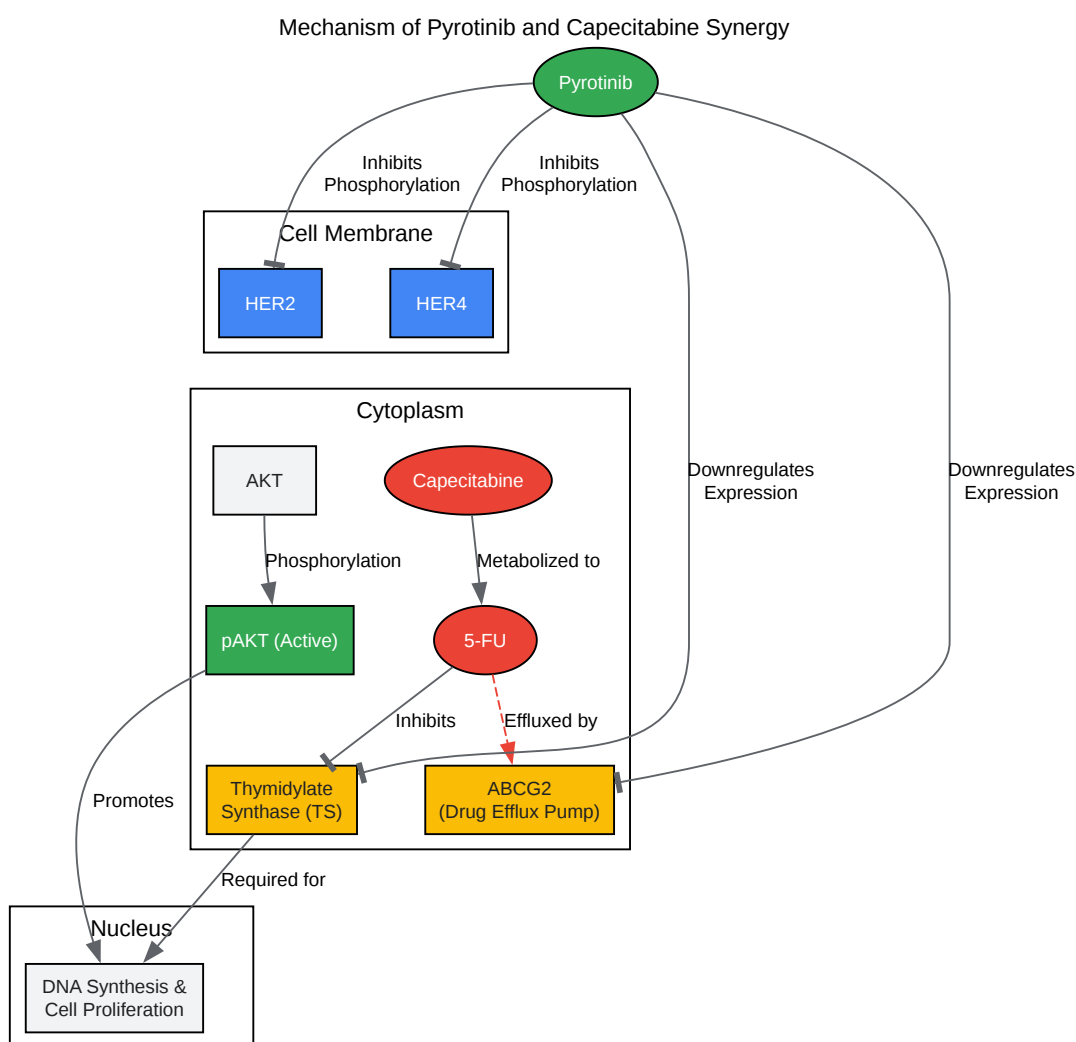 Mechanism of Pyrotinib and Capecitabine Synergy
Pyrotinib
Inhibits
Phosphorylation
Inhibits
Phosphorylation
Cell Membrane
HER2
HER4
Cytoplasm
AKT
Capecitabine
Downregulates
Expression
Downregulates
Expression
Phosphorylation
Metabolized to
pAKT (Active)
5-FU
Inhibits
Effluxed by
Thymidylate
Synthase (TS)
ABCG2
(Drug Efflux Pump)
Promotes
Required for
Nucleus
DNA Synthesis &
Cell Proliferation